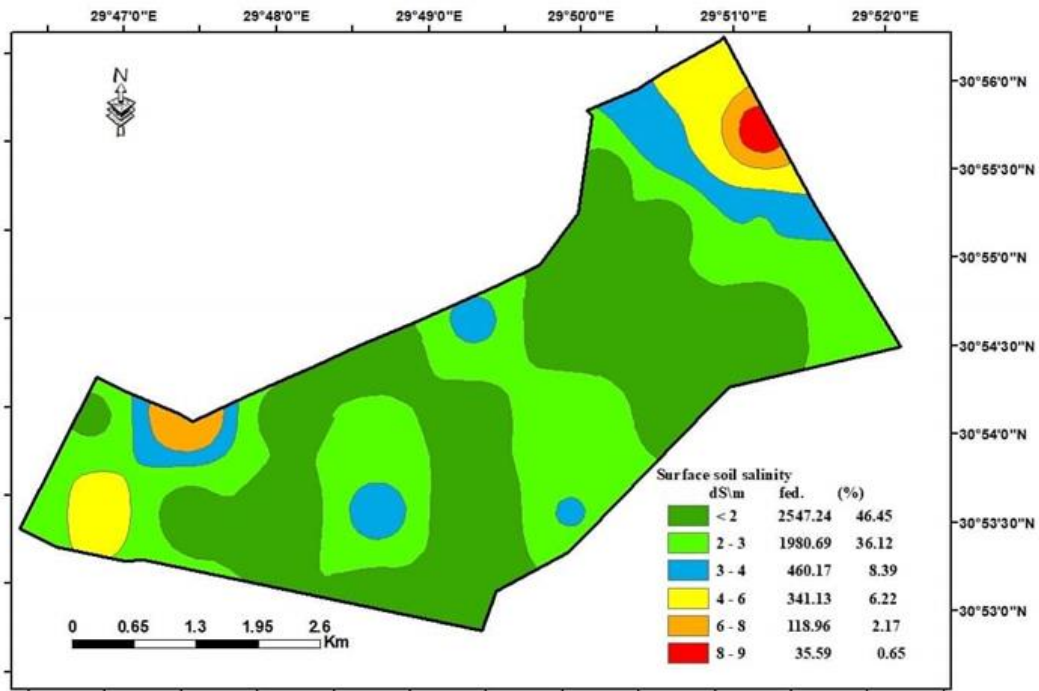 29°47'0"E 29°48'0"E 29°49'0"E 29°50'0"E 29°51'0"E 29°52'0"E
N
30°56'0"N
30°55'30"N
30°55'0"N
30°54'30"N
30°54'0"N
30°53'30"N
30°53'0"N
Surface soil salinity
dS\m fed. (%)
< 2 2547.24 46.45
2 - 3 1980.69 36.12
3 - 4 460.17 8.39
4 - 6 341.13 6.22
6 - 8 118.96 2.17
8 - 9 35.59 0.65
0 0.65 1.3 1.95 2.6
Km